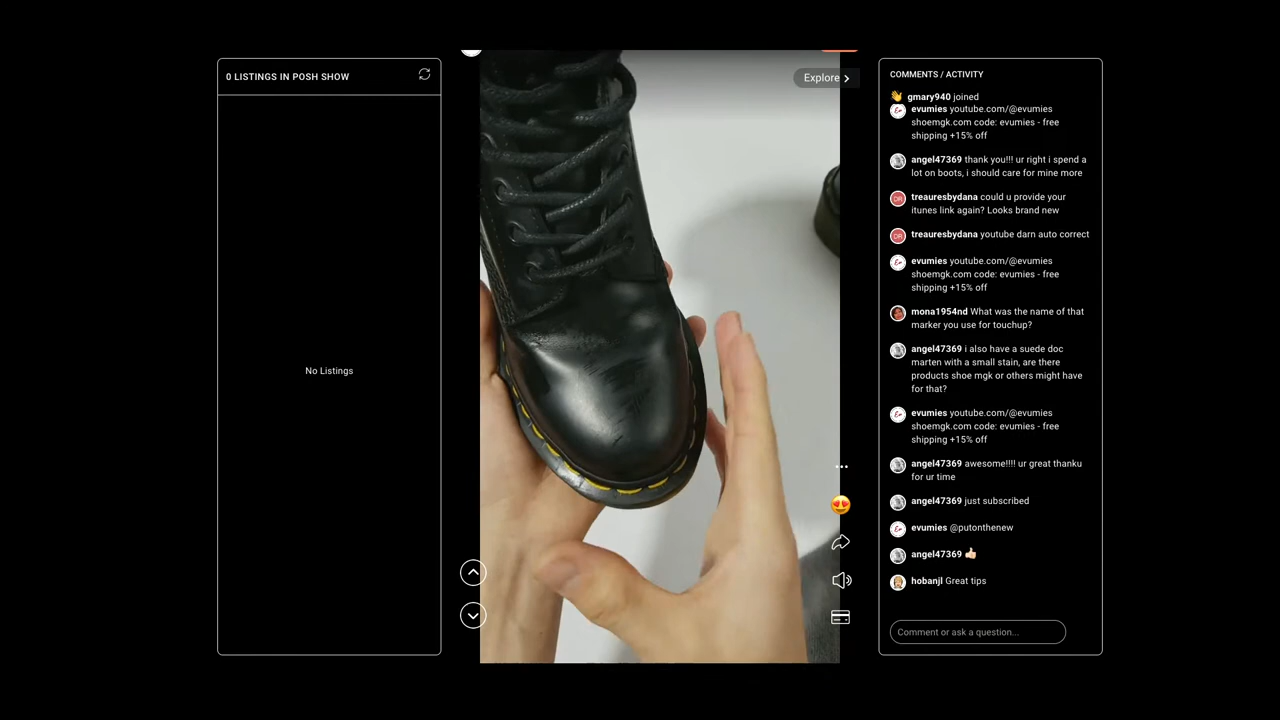 0 LISTINGS IN POSH SHOW
No Listings
Explore
COMMENTS / ACTIVITY
👋 gmary940 joined
evumies youtube.com/@evumies
shoemgk.com code: evumies - free
shipping +15% off
angel47369 thank you!!! ur right i spend a
lot on boots, i should care for mine more
treauresbydana could u provide your
itunes link again? Looks brand new
treauresbydana youtube darn auto correct
evumies youtube.com/@evumies
shoemgk.com code: evumies - free
shipping +15% off
mona1954nd What was the name of that
marker you use for touchup?
angel47369 i also have a suede doc
marten with a small stain, are there
products shoe mgk or others might have
for that?
evumies youtube.com/@evumies
shoemgk.com code: evumies - free
shipping +15% off
angel47369 awesome!!!! ur great thanku
for ur time
angel47369 just subscribed
evumies @putonthenew
angel47369 👍🏻
hobanjl Great tips
Comment or ask a question...